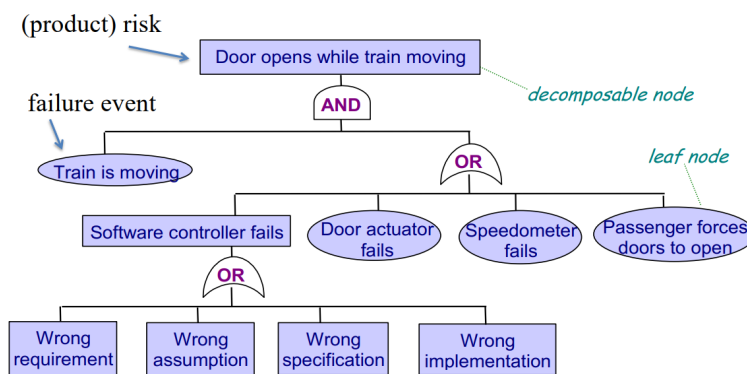 (product) risk
Door opens while train moving
decomposable node
failure event
AND
leaf node
Train is moving
OR
Software controller fails
Door actuator
fails
Speedometer
fails
Passenger forces
doors to open
OR
Wrong
requirement
Wrong
assumption
Wrong
specification
Wrong
implementation